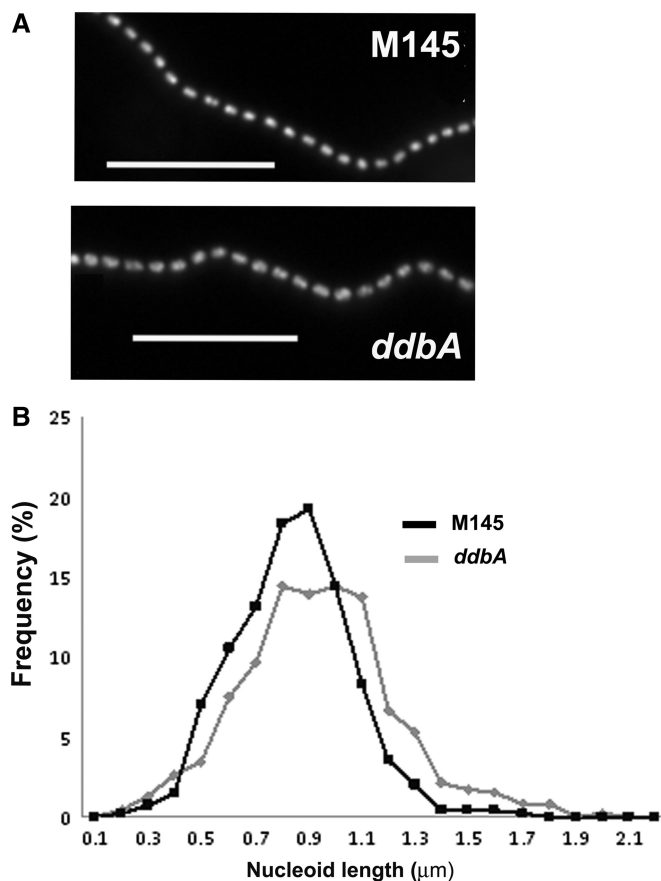 A
M145
ddbA
B
25
20
15
10
5
0
Frequency (%)
M145
ddbA
0.1 0.3 0.5 0.7 0.9 1.1 1.3 1.5 1.7 1.9 2.1
Nucleoid length (μm)